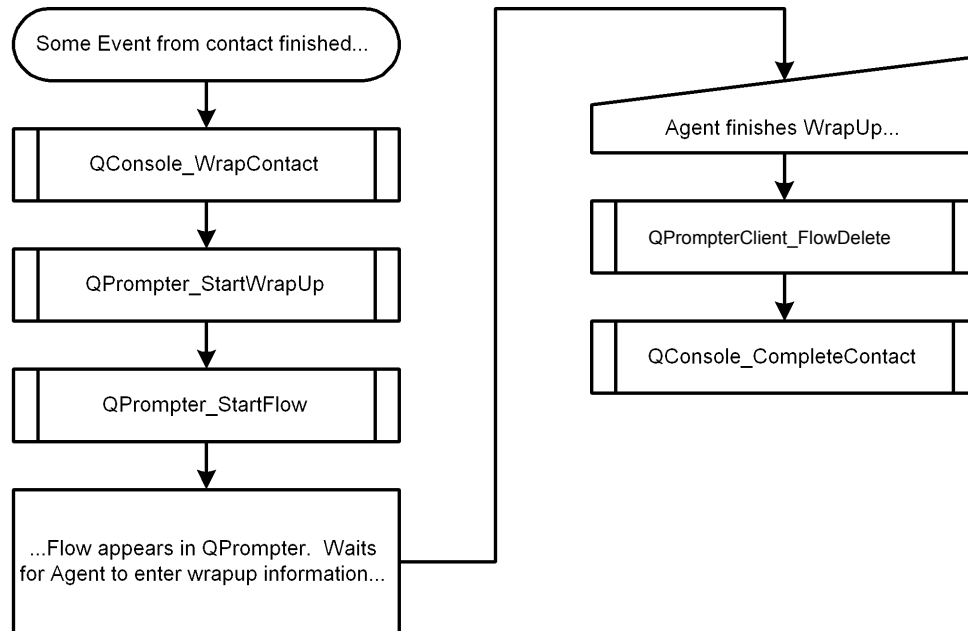 Some Event from contact finished...
QConsole_WrapContact
QPrompter_StartWrapUp
QPrompter_StartFlow
...Flow appears in QPrompter. Waits
for Agent to enter wrapup information...
Agent finishes WrapUp...
QPrompterClient_FlowDelete
QConsole_CompleteContact